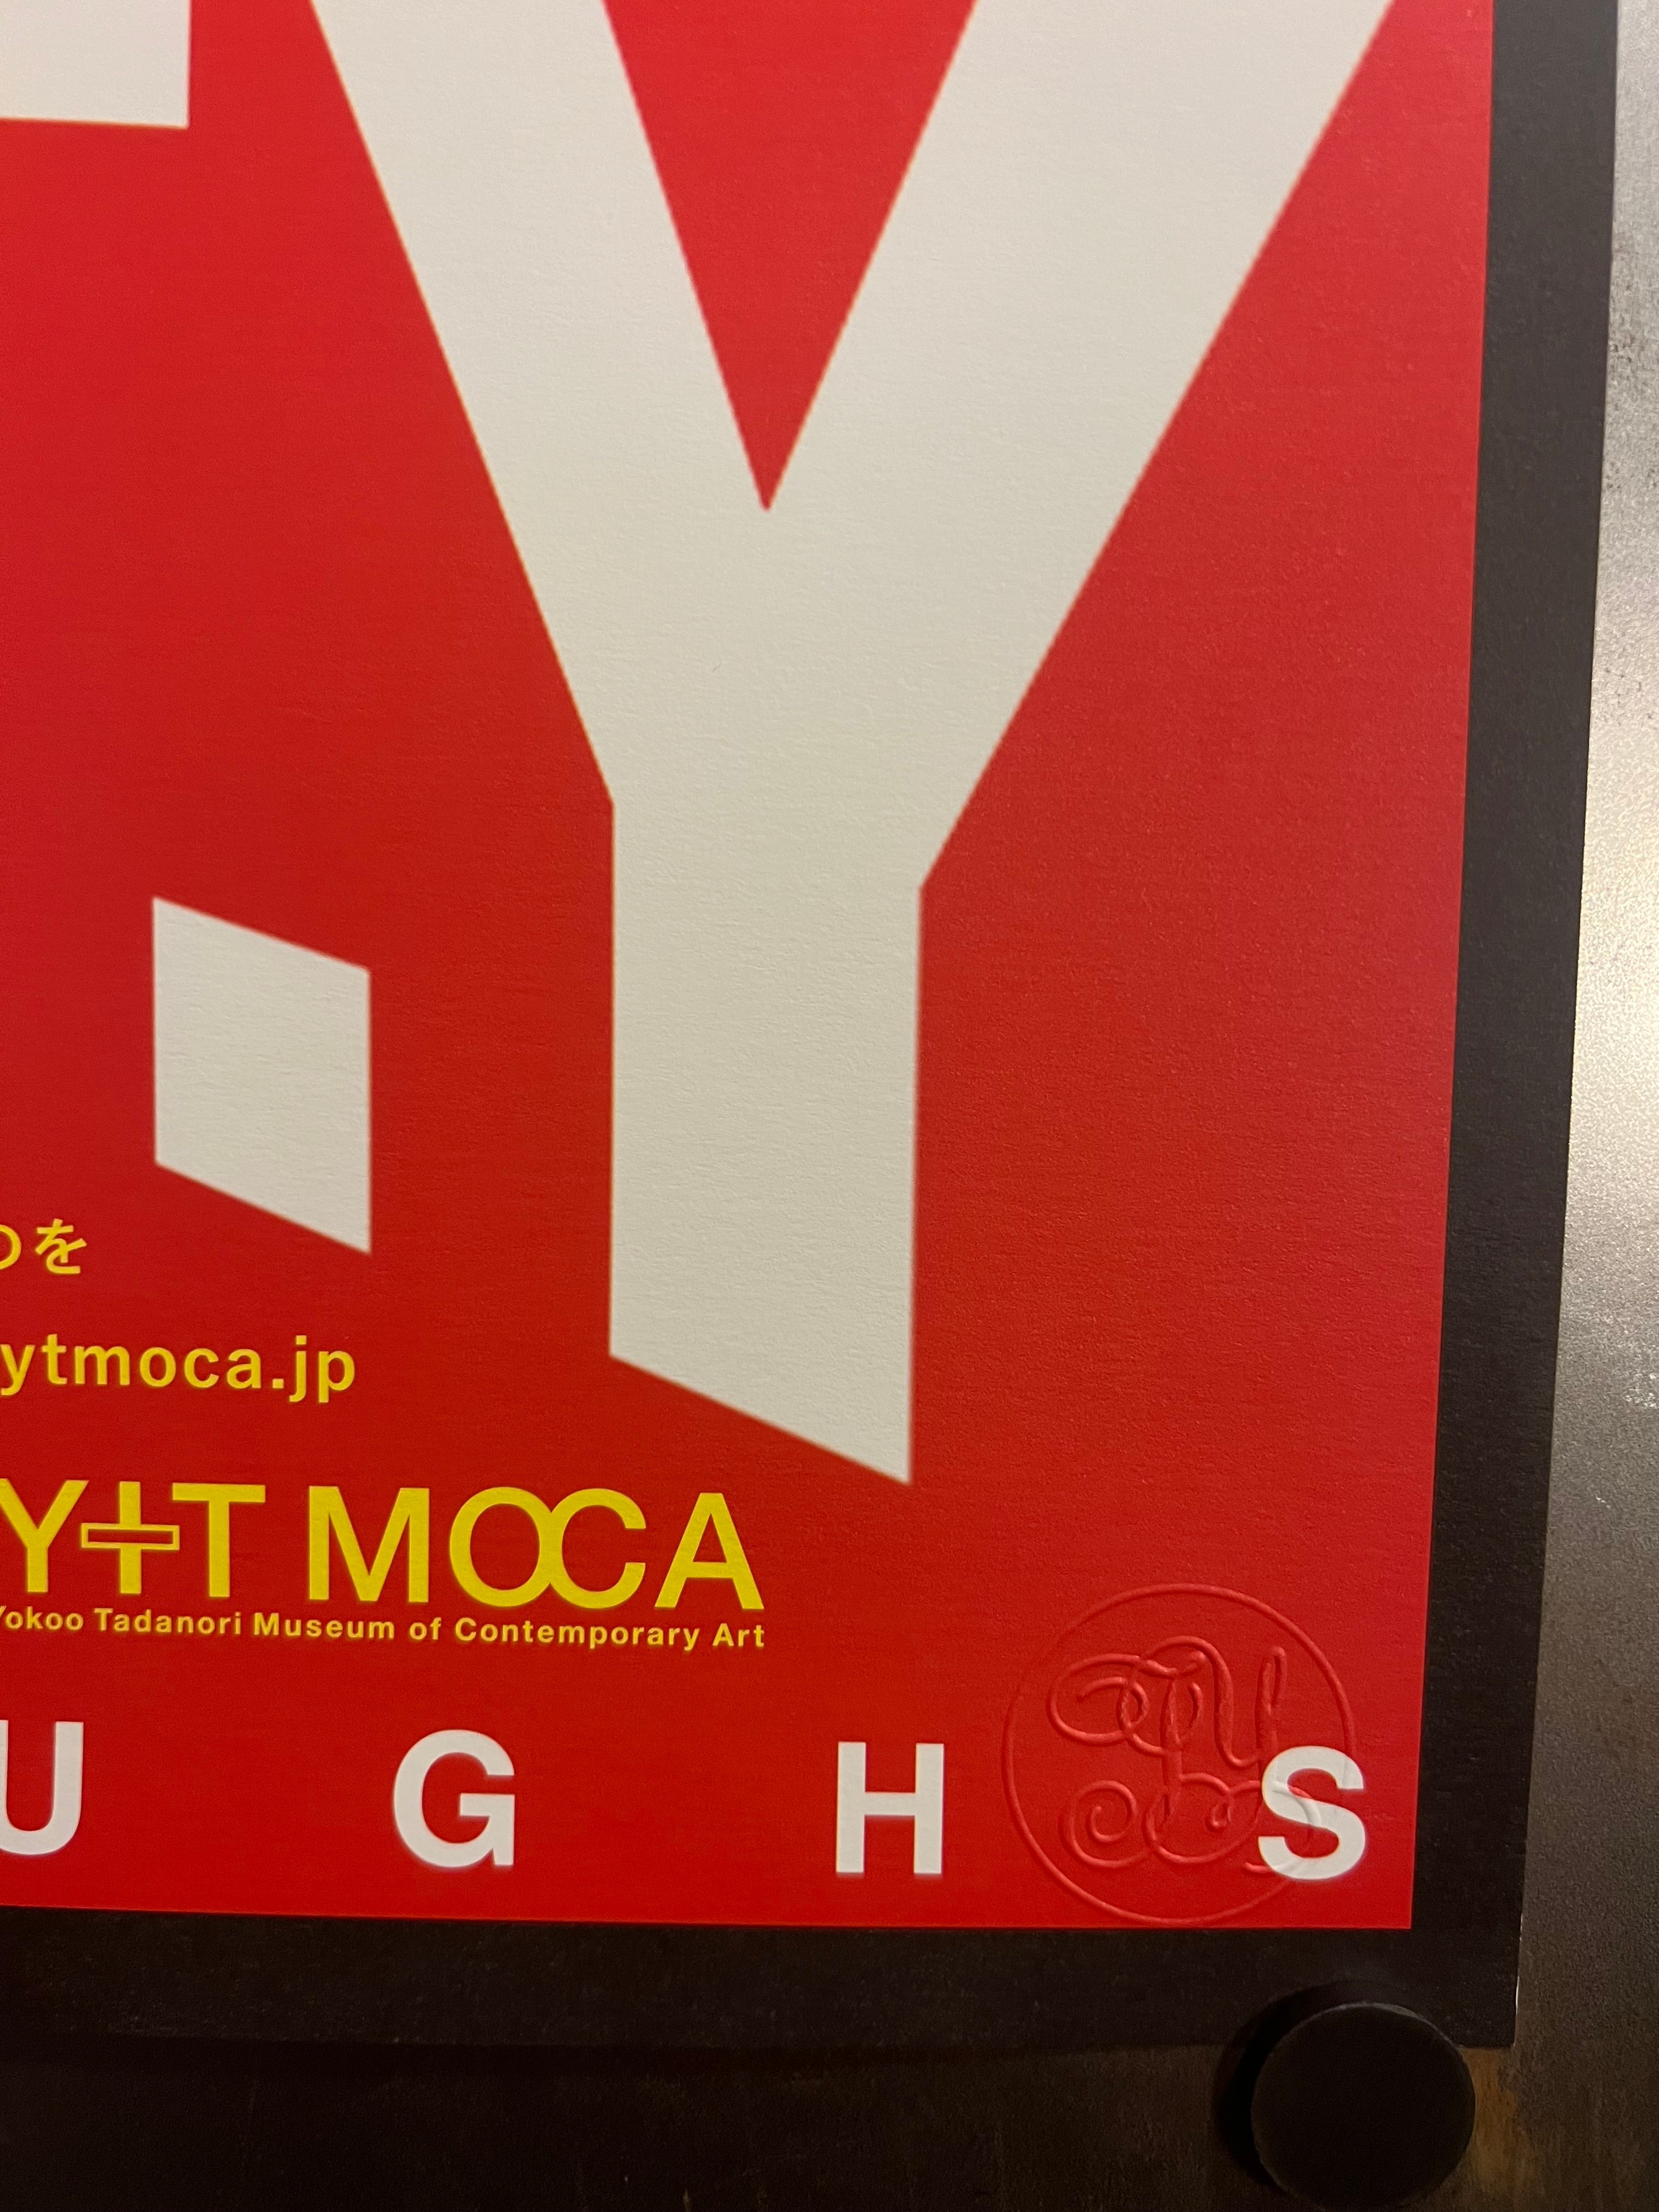 Y
.
を
ytmoca.jp
Y+T MOCA
Yokoo Tadanori Museum of Contemporary Art
U G H S